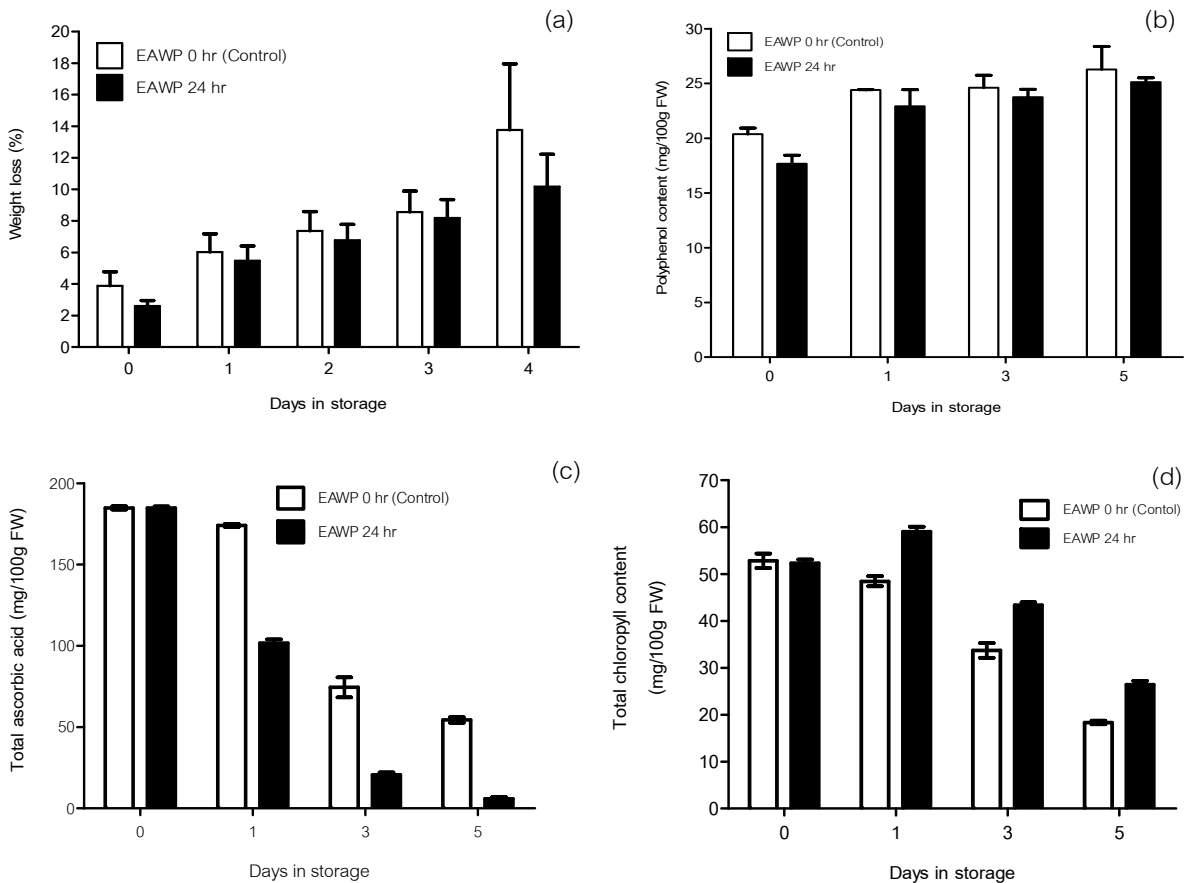 (a)
EAWP 0 hr (Control)
EAWP 24 hr
Weight loss (%)
20
18
16
14
12
10
8
6
4
2
0
0 1 2 3 4
Days in storage
(b)
EAWP 0 hr (Control)
EAWP 24 hr
Polyphenol content (mg/100g FW)
30
25
20
15
10
5
0
0 1 3 5
Days in storage
(c)
EAWP 0 hr (Control)
EAWP 24 hr
Total ascorbic acid (mg/100g FW)
200
150
100
50
0
0 1 3 5
Days in storage
(d)
EAWP 0 hr (Control)
EAWP 24 hr
Total chloropyll content
(mg/100g FW)
70
60
50
40
30
20
10
0
0 1 3 5
Days in storage